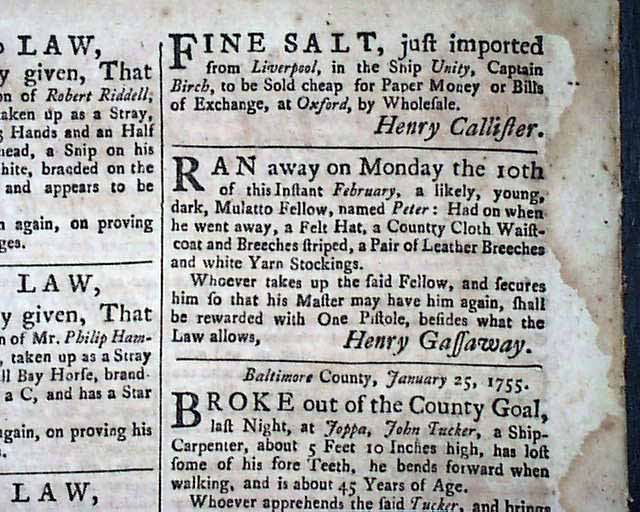 LAW,
y given, That
on of Robert Riddell,
taken up as a Stray,
Hands and an Half
head, a Snip on his
hite, branded on the
and appears to be
again, on proving
ges.
LAW,
y given, That
n of Mr. Philip Ham-
, taken up as a Stray
ll Bay Horse, brand-
a C, and has a Star
again, on proving his
s.
LAW,
FINE SALT, juſt imported
from Liverpool, in the Ship Unity, Captain
Birch, to be Sold cheap for Paper Money or Bills
of Exchange, at Oxford, by Wholeſale.
Henry Calliſter.
RAN away on Monday the 10th
of this Inſtant February, a likely, young,
dark, Mulatto Fellow, named Peter: Had on when
he went away, a Felt Hat, a Country Cloth Waiſt-
coat and Breeches ſtriped, a Pair of Leather Breeches
and white Yarn Stockings.
Whoever takes up the ſaid Fellow, and ſecures
him ſo that his Maſter may have him again, ſhall
be rewarded with One Piſtole, beſides what the
Law allows, Henry Gaſſaway.
Baltimore County, January 25, 1755.
BROKE out of the County Goal,
laſt Night, at Joppa, John Tucker, a Ship-
Carpenter, about 5 Feet 10 Inches high, has loſt
ſome of his fore Teeth, he bends forward when
walking, and is about 45 Years of Age.
Whoever apprehends the ſaid Tucker, and brings